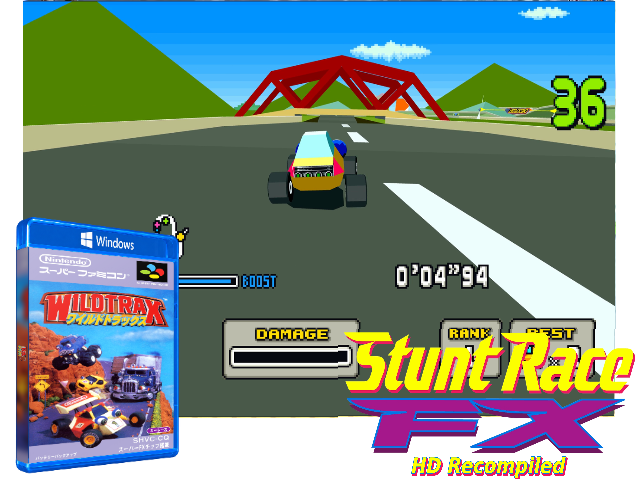 36
Windows
Nintendo
スーパーファミコン
WILDTRAX
ワイルドトラックス
SHVC-CQ
BOOST
0'04"94
DAMAGE
RANK
BEST
Stunt Race
FX
HD Recompiled